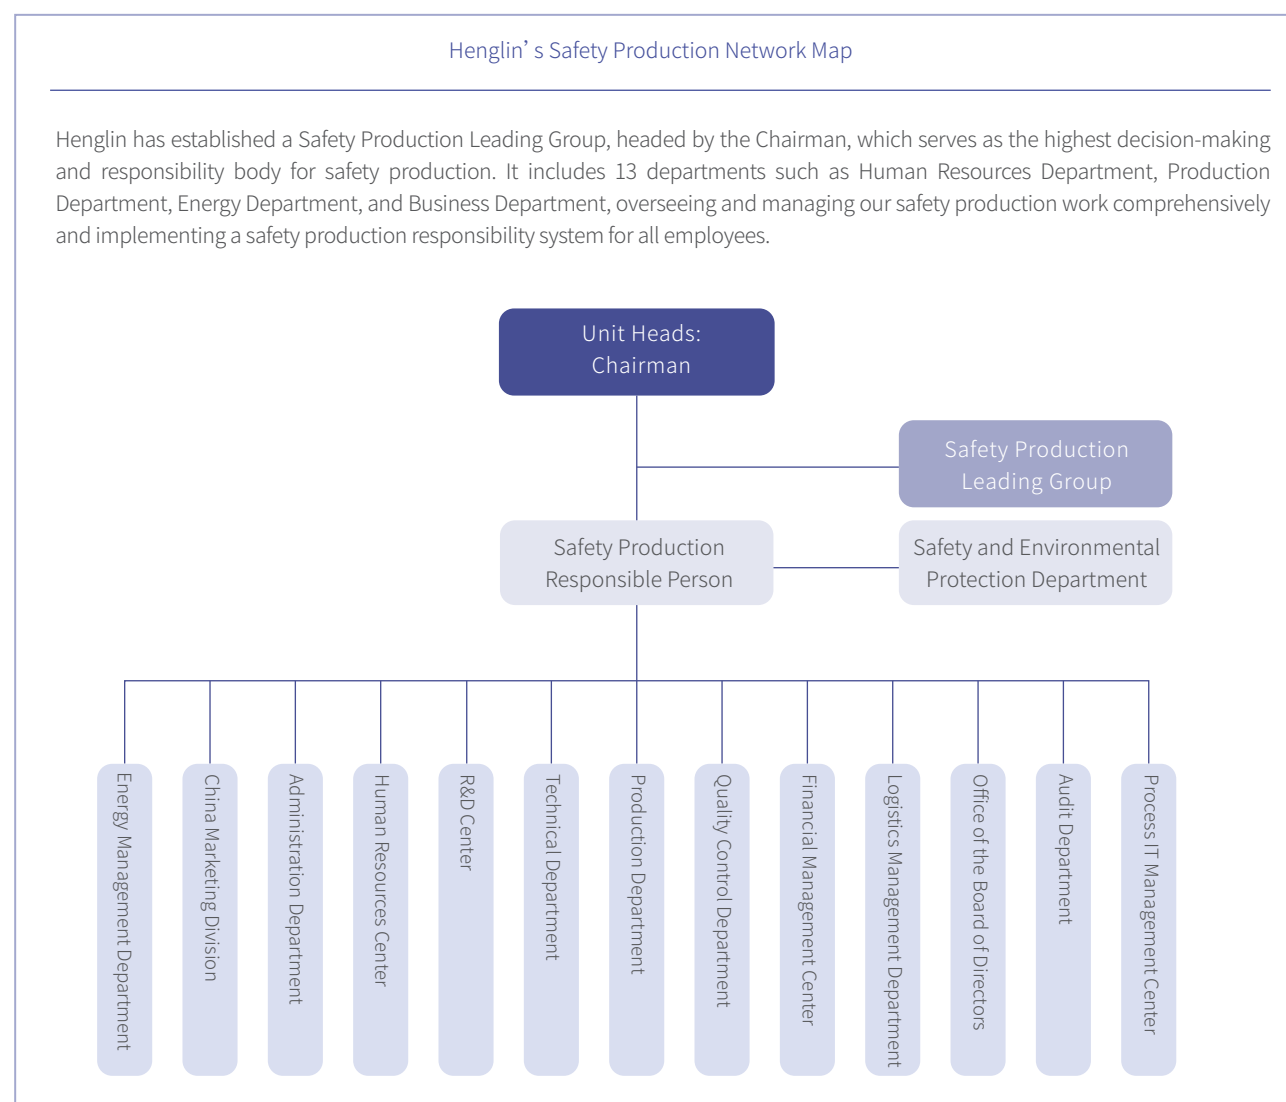 Henglin’ s Safety Production Network Map
Henglin has established a Safety Production Leading Group, headed by the Chairman, which serves as the highest decision-making
and responsibility body for safety production. It includes 13 departments such as Human Resources Department, Production
Department, Energy Department, and Business Department, overseeing and managing our safety production work comprehensively
and implementing a safety production responsibility system for all employees.
Unit Heads:
Chairman
Safety Production
Leading Group
Safety Production
Responsible Person
Safety and Environmental
Protection Department
Energy Management Department
China Marketing Division
Administration Department
Human Resources Center
R&D Center
Technical Department
Production Department
Quality Control Department
Financial Management Center
Logistics Management Department
Office of the Board of Directors
Audit Department
Process IT Management Center